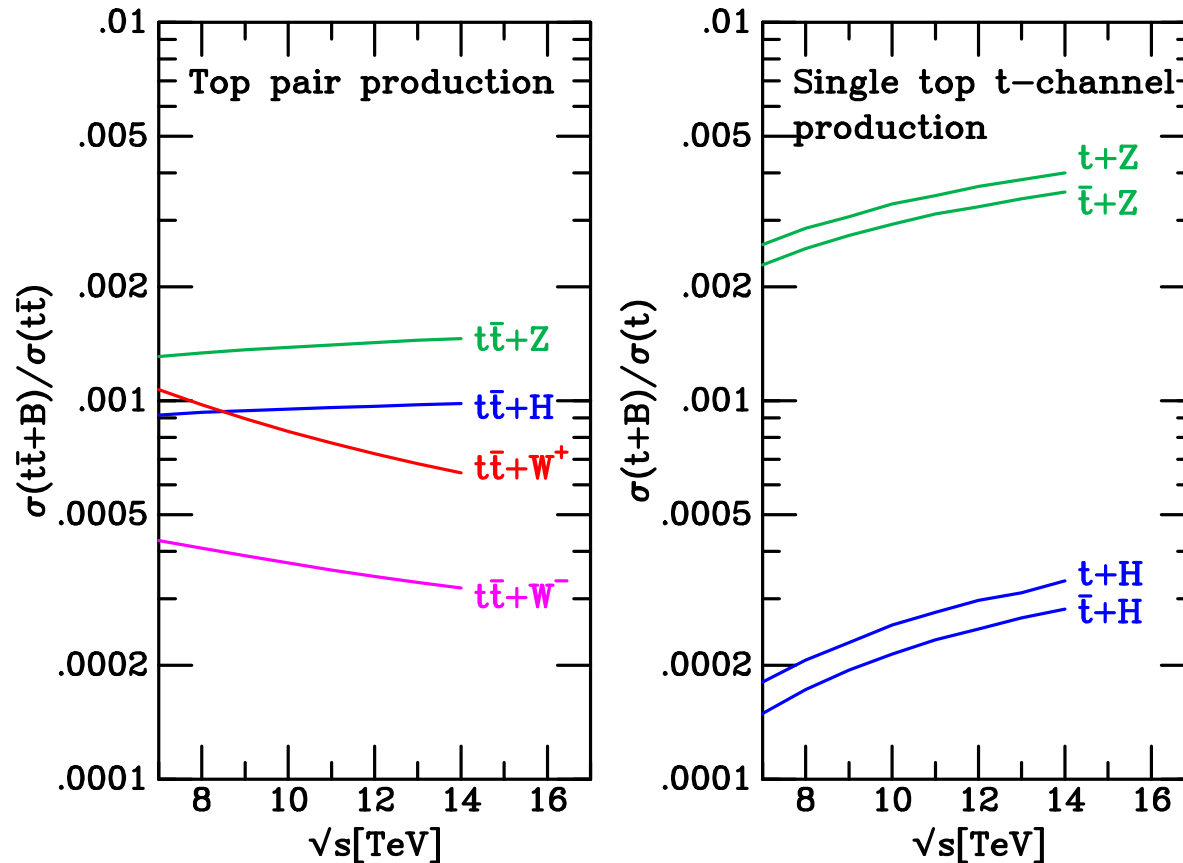 .01
.005
.002
.001
.0005
.0002
.0001
σ(tt̄+B)/σ(tt̄)
Top pair production
tt̄+Z
tt̄+H
tt̄+W⁺
tt̄+W⁻
8 10 12 14 16
√s[TeV]
.01
.005
.002
.001
.0005
.0002
.0001
σ(t+B)/σ(t)
Single top t-channel
production
t+Z
t̄+Z
t+H
t̄+H
8 10 12 14 16
√s[TeV]